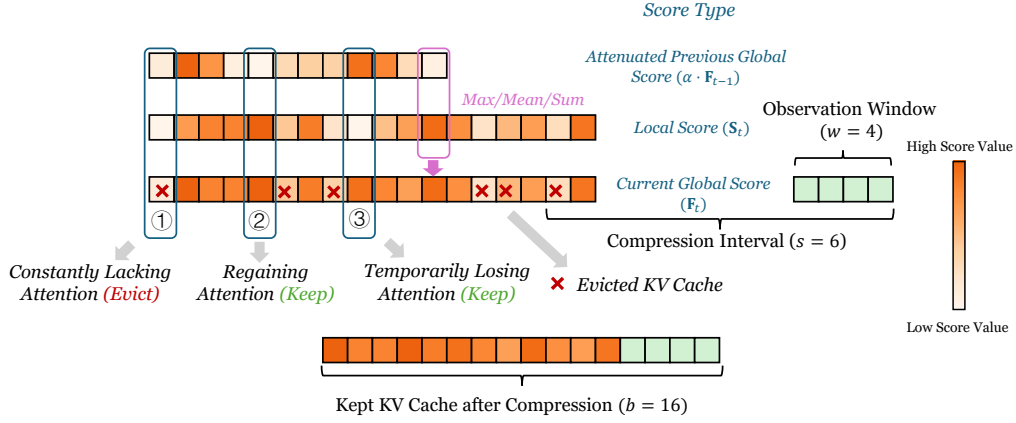 Score Type
Attenuated Previous Global
Score (α · F_{t−1})
Max/Mean/Sum
Local Score (S_t)
Observation Window
(w = 4)
High Score Value
Current Global Score
(F_t)
① ② ③
Compression Interval (s = 6)
Constantly Lacking
Attention (Evict)
Regaining
Attention (Keep)
Temporarily Losing
Attention (Keep)
Evicted KV Cache
Low Score Value
Kept KV Cache after Compression (b = 16)